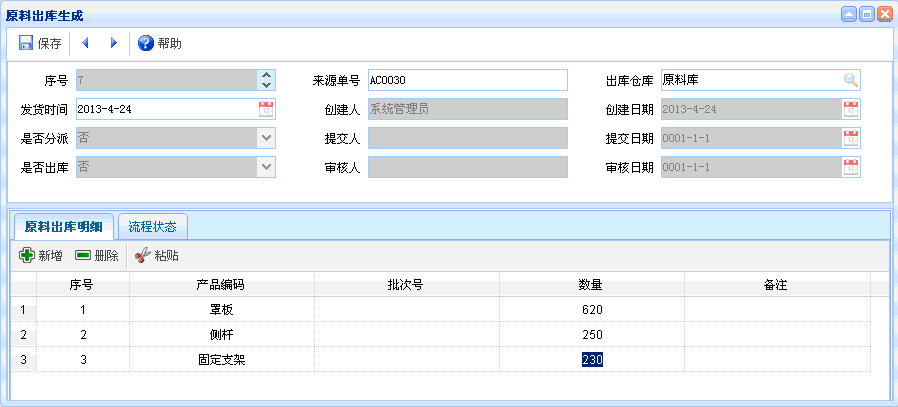 原料出库生成
保存 帮助
序号 7 来源单号 AC0030 出库仓库 原料库
发货时间 2013-4-24 创建人 系统管理员 创建日期 2013-4-24
是否分派 否 提交人 提交日期 0001-1-1
是否出库 否 审核人 审核日期 0001-1-1
原料出库明细 流程状态
新增 删除 粘贴
序号 产品编码 批次号 数量 备注
1 1 罩板 620
2 2 侧杆 250
3 3 固定支架 230